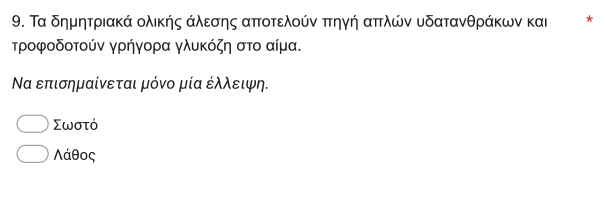 9. Τα δημητριακά ολικής άλεσης αποτελούν πηγή απλών υδατανθράκων και *
τροφοδοτούν γρήγορα γλυκόζη στο αίμα.
Να επισημαίνεται μόνο μία έλλειψη.
Σωστό
Λάθος